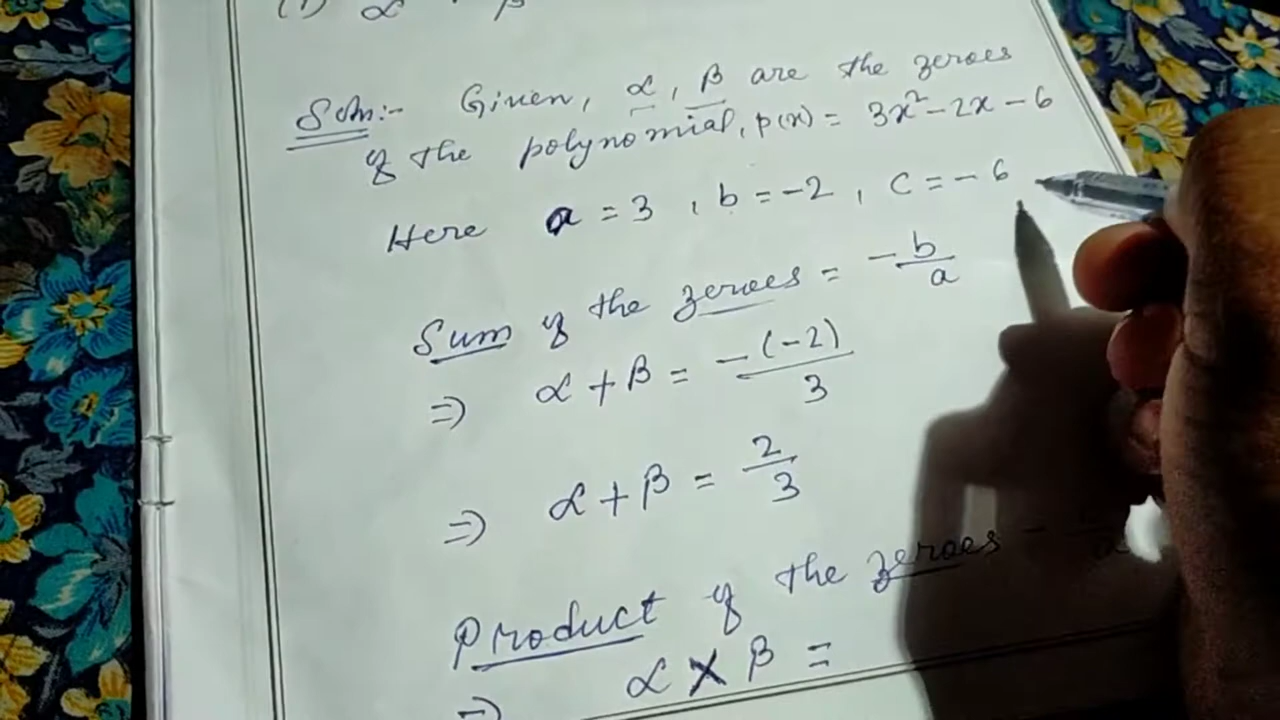 (i) α β
Soln:- Given, α, β are the zeroes
of the polynomial, p(x) = 3x² - 2x - 6
Here a = 3, b = -2, c = -6
Sum of the zeroes = -b/a
=> α + β = -(-2)/3
=> α + β = 2/3
Product of the zeroes =
=> α × β =